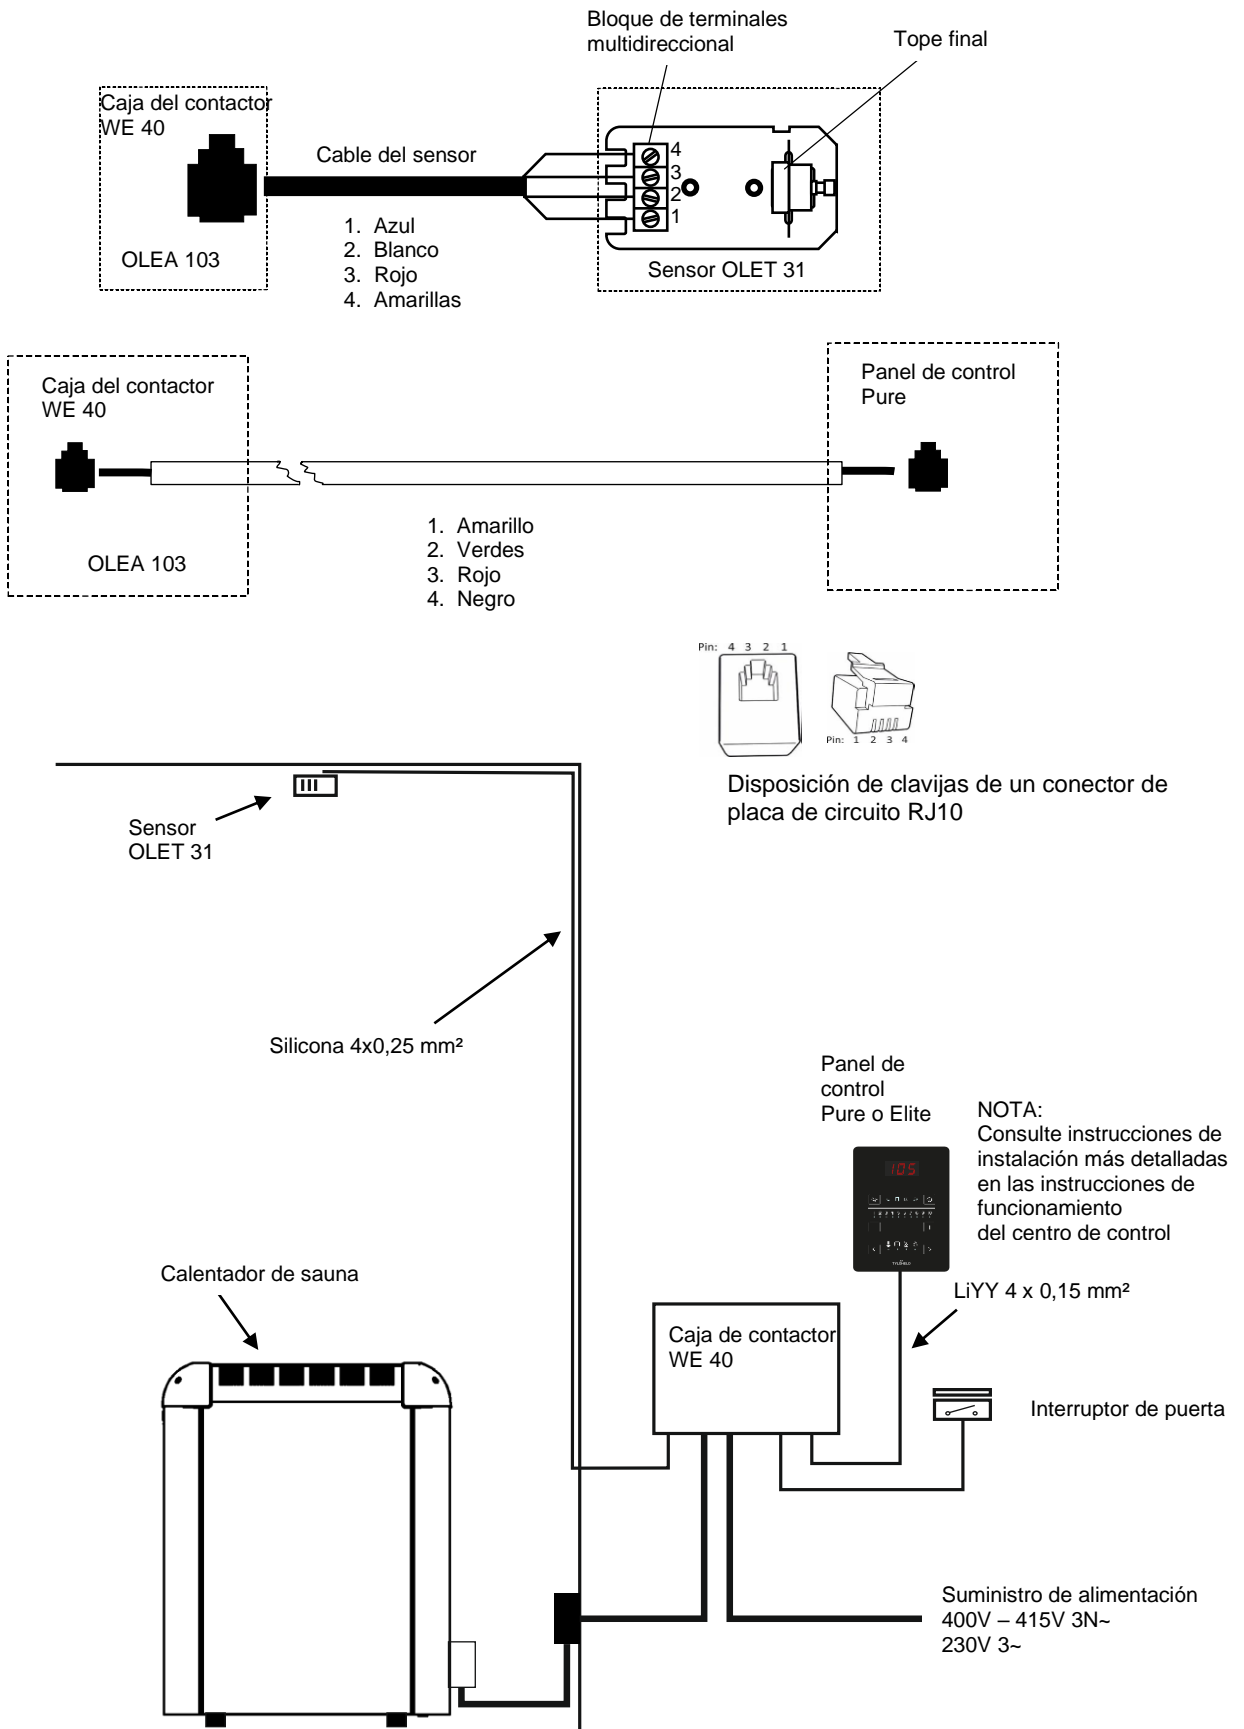 Bloque de terminales
multidireccional
Tope final
Caja del contactor
WE 40
Cable del sensor
4
3
2
1
1. Azul
2. Blanco
3. Rojo
4. Amarillas
OLEA 103
Sensor OLET 31
Caja del contactor
WE 40
Panel de control
Pure
OLEA 103
1. Amarillo
2. Verdes
3. Rojo
4. Negro
Pin: 4 3 2 1
Pin: 1 2 3 4
Disposición de clavijas de un conector de
placa de circuito RJ10
Sensor
OLET 31
Silicona 4x0,25 mm²
Panel de
control
Pure o Elite
NOTA:
Consulte instrucciones de
instalación más detalladas
en las instrucciones de
funcionamiento
del centro de control
105
Calentador de sauna
LiYY 4 x 0,15 mm²
Caja de contactor
WE 40
Interruptor de puerta
Suministro de alimentación
400V – 415V 3N~
230V 3~